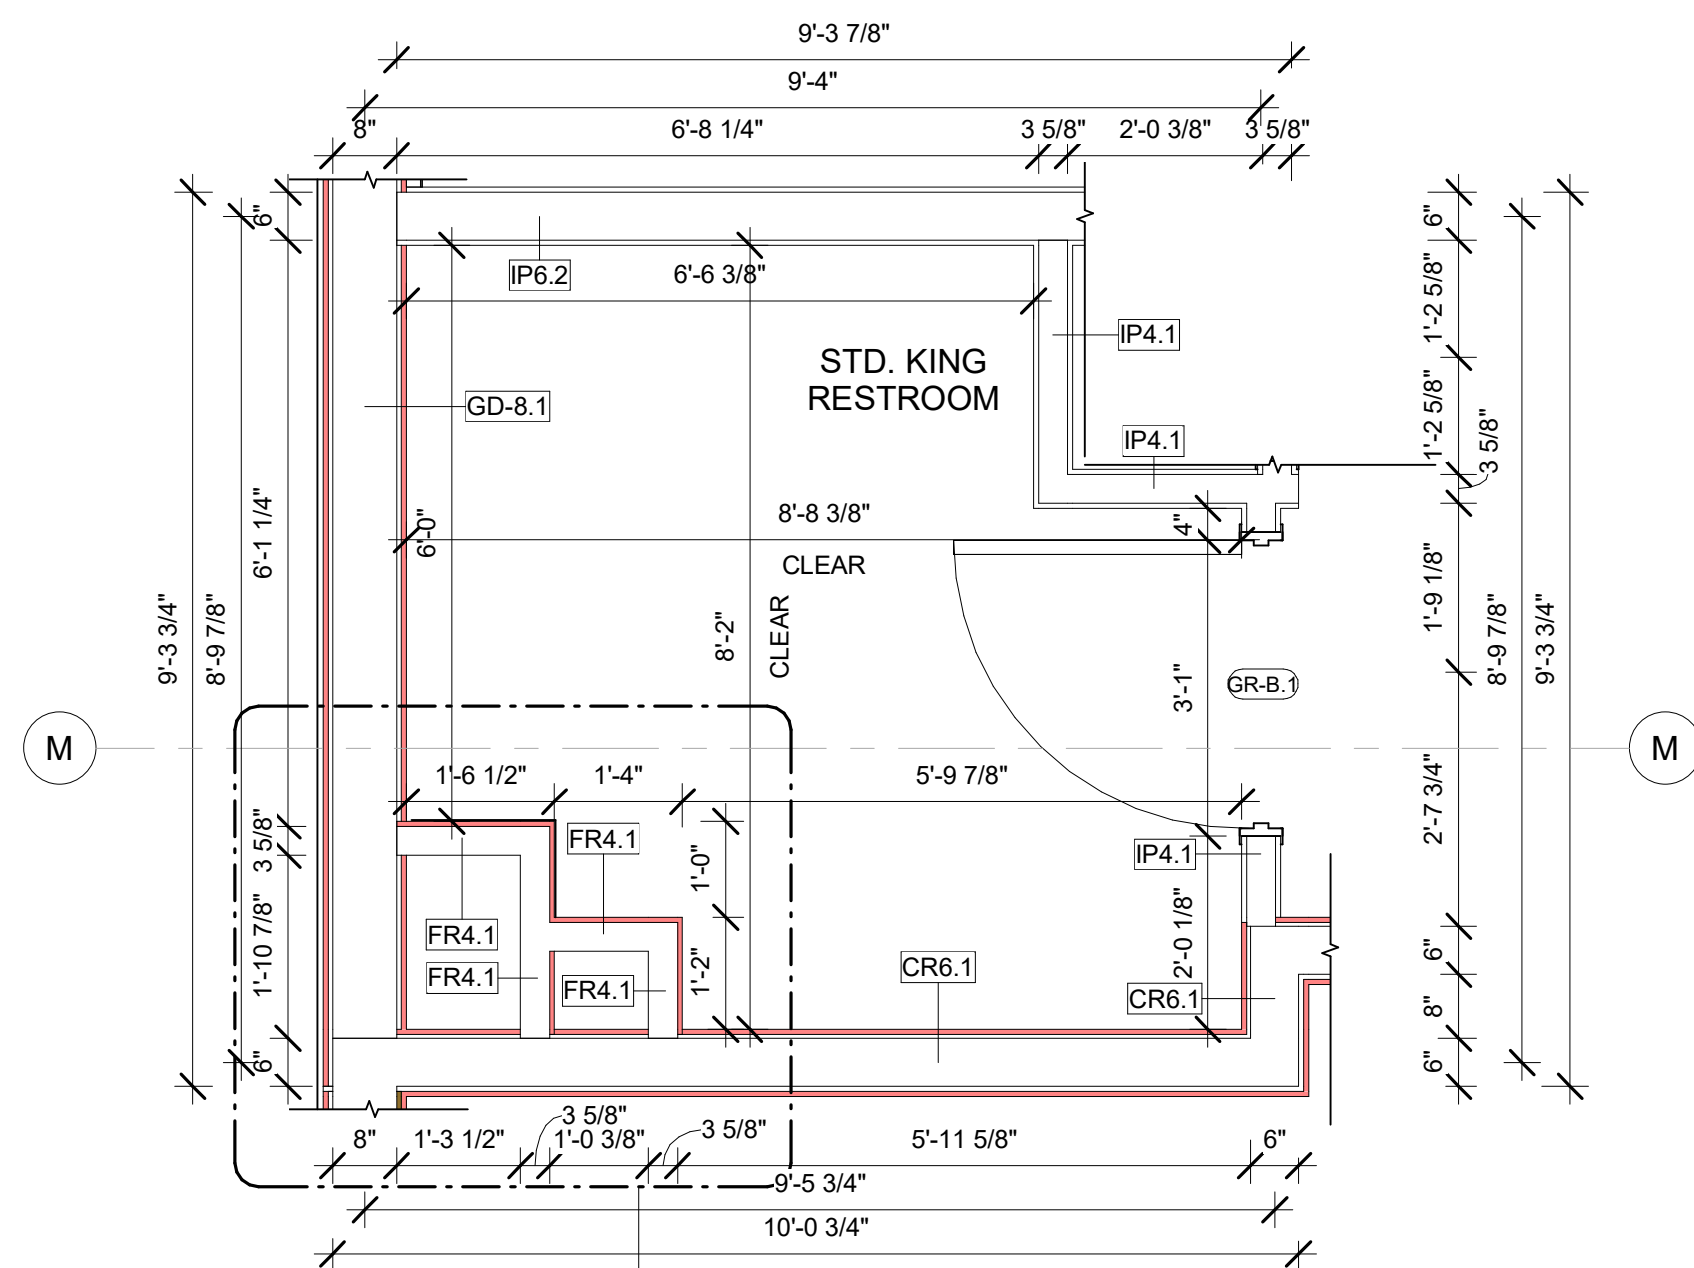 9'-3 7/8"
9'-4"
8" 6'-8 1/4" 3 5/8" 2'-0 3/8" 3 5/8"
6" 6"
IP6.2 6'-6 3/8"
1'-2 5/8"
IP4.1
STD. KING
RESTROOM
GD-8.1
1'-2 5/8"
IP4.1
3 5/8"
6'-1 1/4"
6'-0"
8'-8 3/8"
4"
CLEAR
1'-9 1/8"
9'-3 3/4"
8'-9 7/8"
8'-2"
CLEAR
3'-1"
GR-B.1
8'-9 7/8"
9'-3 3/4"
M M
1'-6 1/2" 1'-4" 5'-9 7/8"
2'-7 3/4"
3 5/8"
FR4.1
IP4.1
1'-0"
FR4.1
1'-10 7/8"
FR4.1
FR4.1
1'-2"
CR6.1
2'-0 1/8"
CR6.1
6"
8"
6" 6"
3 5/8" 3 5/8"
8" 1'-3 1/2" 1'-0 3/8" 5'-11 5/8" 6"
9'-5 3/4"
10'-0 3/4"